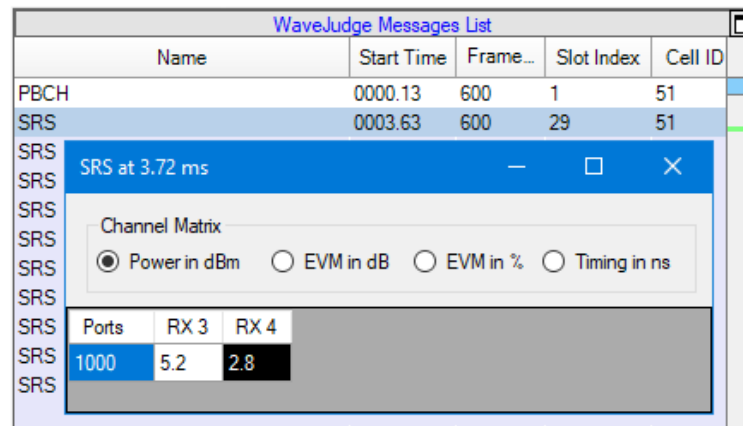 WaveJudge Messages List
Name Start Time Frame... Slot Index Cell ID
PBCH 0000.13 600 1 51
SRS 0003.63 600 29 51
SRS
SRS at 3.72 ms
SRS
SRS
Channel Matrix
SRS
Power in dBm EVM in dB EVM in % Timing in ns
SRS
SRS
SRS Ports RX 3 RX 4
SRS 1000 5.2 2.8
SRS